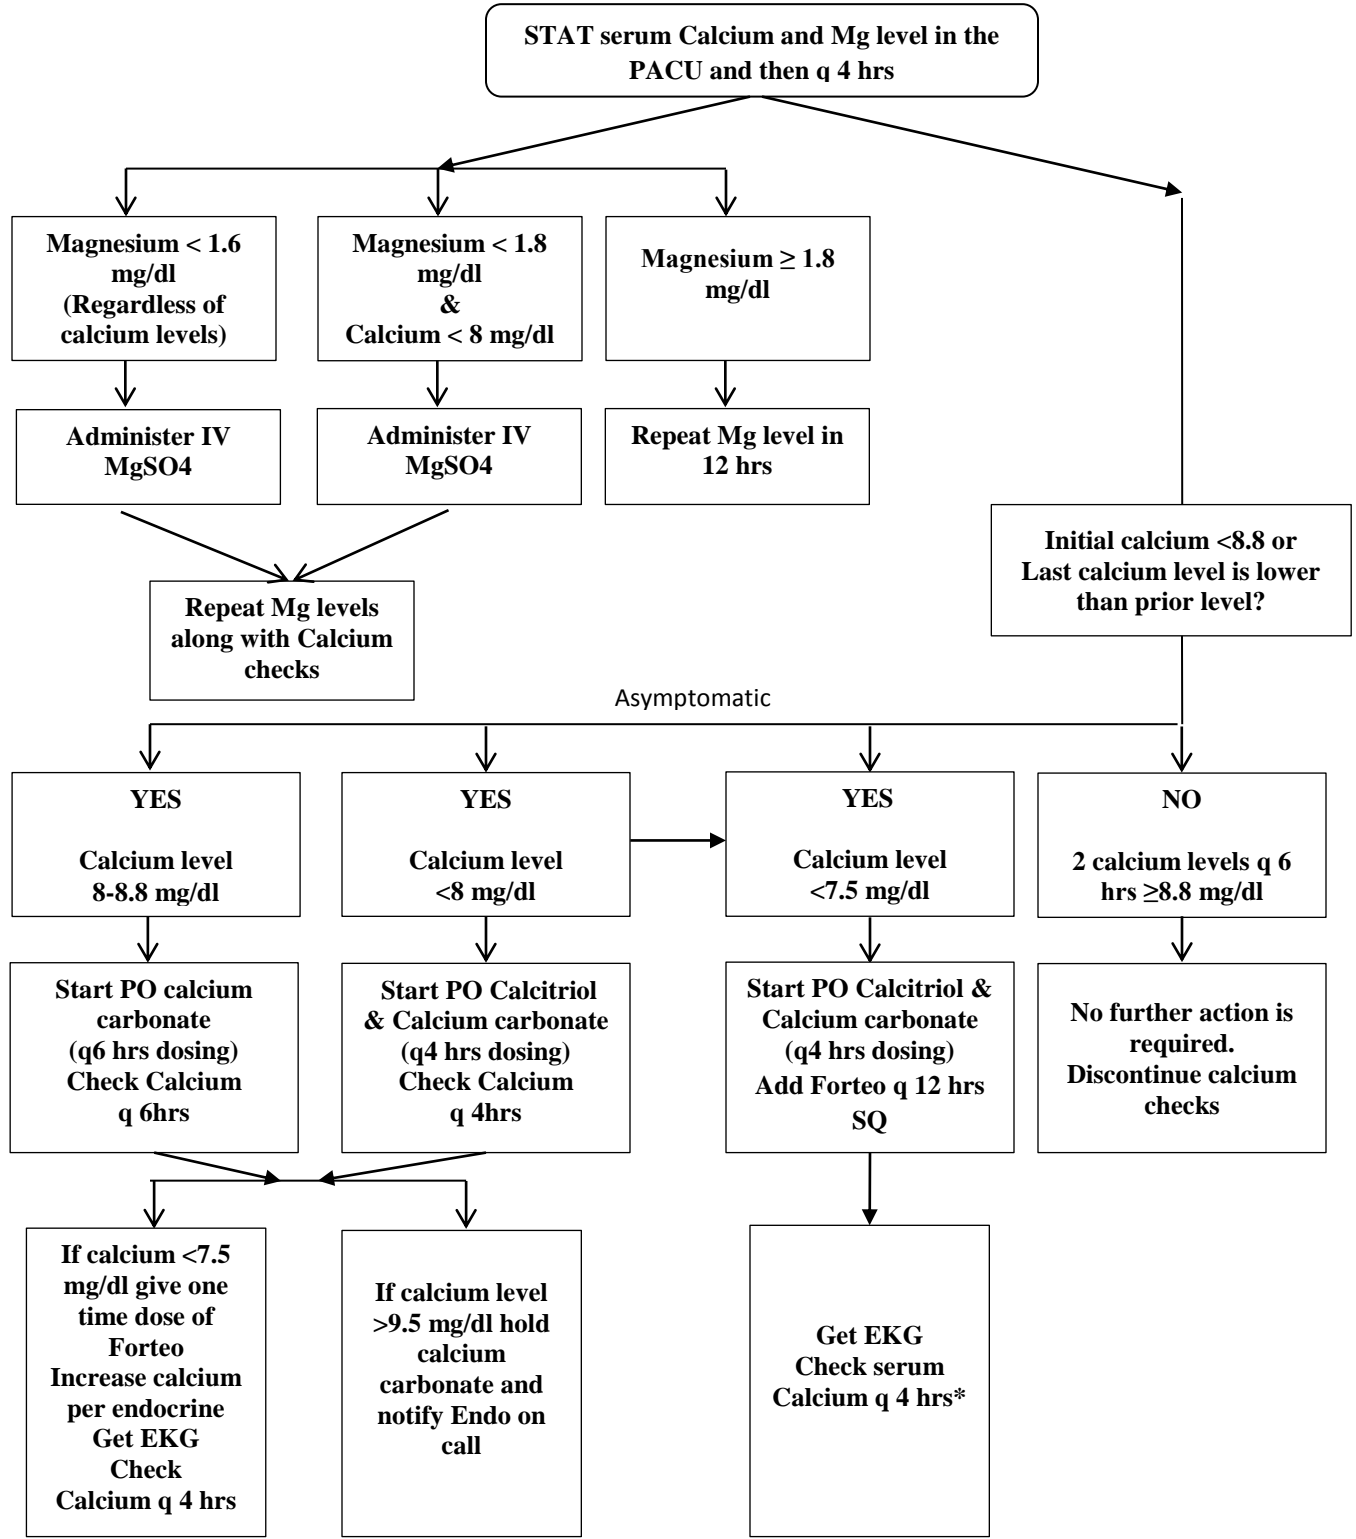 STAT serum Calcium and Mg level in the
PACU and then q 4 hrs
Magnesium < 1.6
mg/dl
(Regardless of
calcium levels)
Magnesium < 1.8
mg/dl
&
Calcium < 8 mg/dl
Magnesium ≥ 1.8
mg/dl
Administer IV
MgSO4
Administer IV
MgSO4
Repeat Mg level in
12 hrs
Initial calcium <8.8 or
Last calcium level is lower
than prior level?
Repeat Mg levels
along with Calcium
checks
Asymptomatic
YES
Calcium level
8-8.8 mg/dl
YES
Calcium level
<8 mg/dl
YES
Calcium level
<7.5 mg/dl
NO
2 calcium levels q 6
hrs ≥8.8 mg/dl
Start PO calcium
carbonate
(q6 hrs dosing)
Check Calcium
q 6hrs
Start PO Calcitriol
& Calcium carbonate
(q4 hrs dosing)
Check Calcium
q 4hrs
Start PO Calcitriol &
Calcium carbonate
(q4 hrs dosing)
Add Forteo q 12 hrs
SQ
No further action is
required.
Discontinue calcium
checks
If calcium <7.5
mg/dl give one
time dose of
Forteo
Increase calcium
per endocrine
Get EKG
Check
Calcium q 4 hrs
If calcium level
>9.5 mg/dl hold
calcium
carbonate and
notify Endo on
call
Get EKG
Check serum
Calcium q 4 hrs*